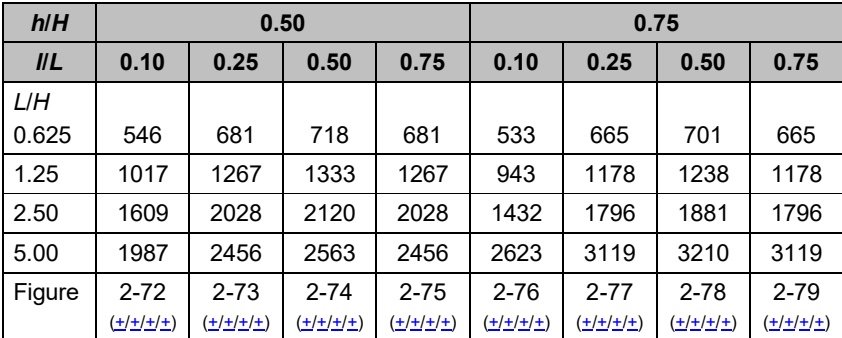 h/H 0.50 0.75
l/L 0.10 0.25 0.50 0.75 0.10 0.25 0.50 0.75
L/H
0.625 546 681 718 681 533 665 701 665
1.25 1017 1267 1333 1267 943 1178 1238 1178
2.50 1609 2028 2120 2028 1432 1796 1881 1796
5.00 1987 2456 2563 2456 2623 3119 3210 3119
Figure 2-72 2-73 2-74 2-75 2-76 2-77 2-78 2-79
(+/+/+/+) (+/+/+/+) (+/+/+/+) (+/+/+/+) (+/+/+/+) (+/+/+/+) (+/+/+/+) (+/+/+/+)